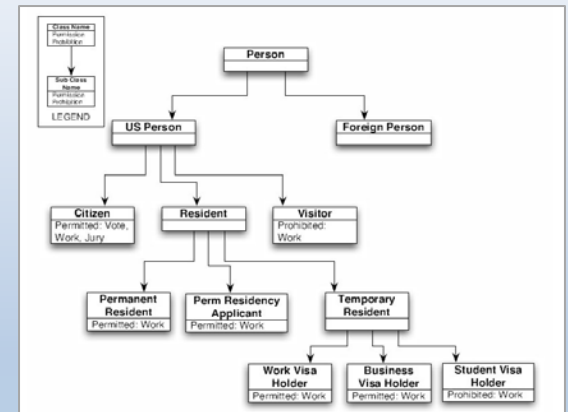 Class Name
Permission
Prohibition
Sub Class
Name
Permission
Prohibition
LEGEND
Person
US Person
Foreign Person
Citizen
Permitted: Vote,
Work, Jury
Resident
Visitor
Prohibited:
Work
Permanent
Resident
Permitted: Work
Perm Residency
Applicant
Permitted: Work
Temporary
Resident
Work Visa
Holder
Permitted: Work
Business
Visa Holder
Permitted: Work
Student Visa
Holder
Prohibited: Work